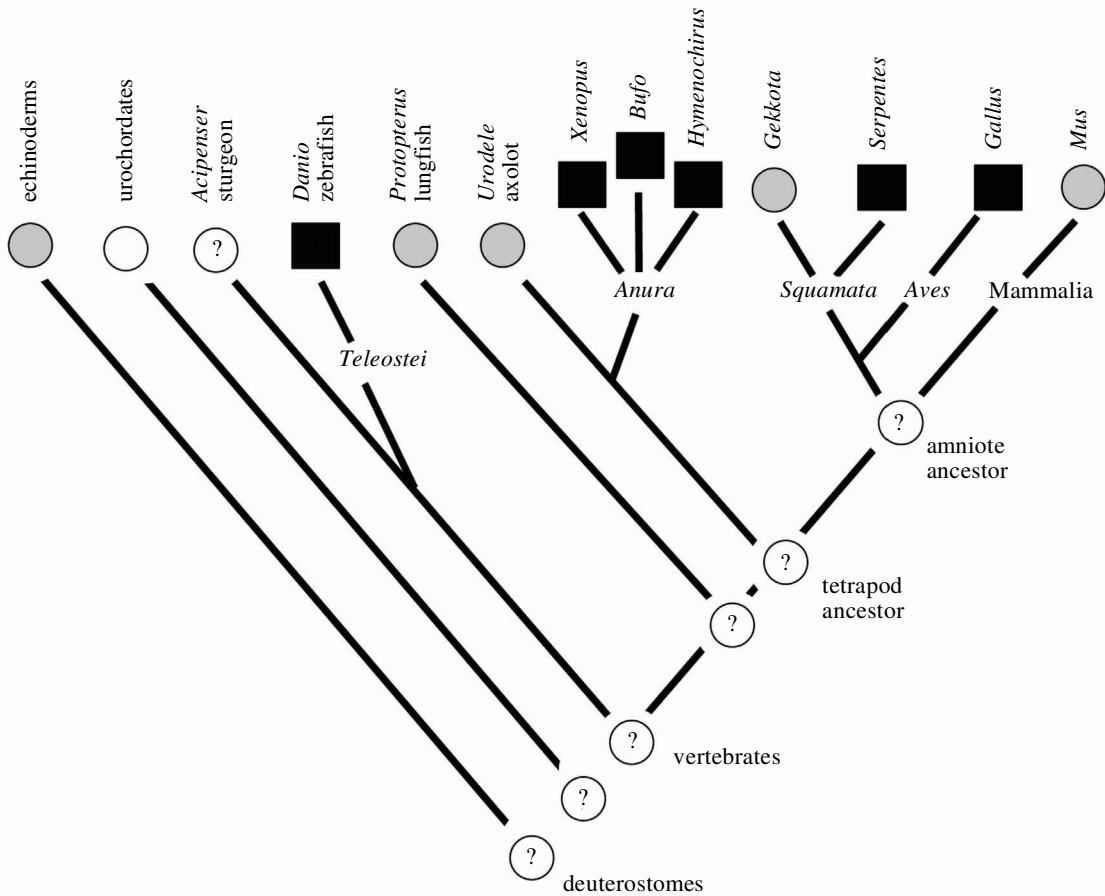 echinoderms
urochordates
Acipenser
sturgeon
Danio
zebrafish
Protopterus
lungfish
Urodele
axolot
Xenopus
Bufo
Hymenochirus
Gekkota
Serpentes
Gallus
Mus
?
Anura
Squamata
Aves
Mammalia
Teleostei
?
amniote
ancestor
?
tetrapod
ancestor
?
?
vertebrates
?
?
deuterostomes